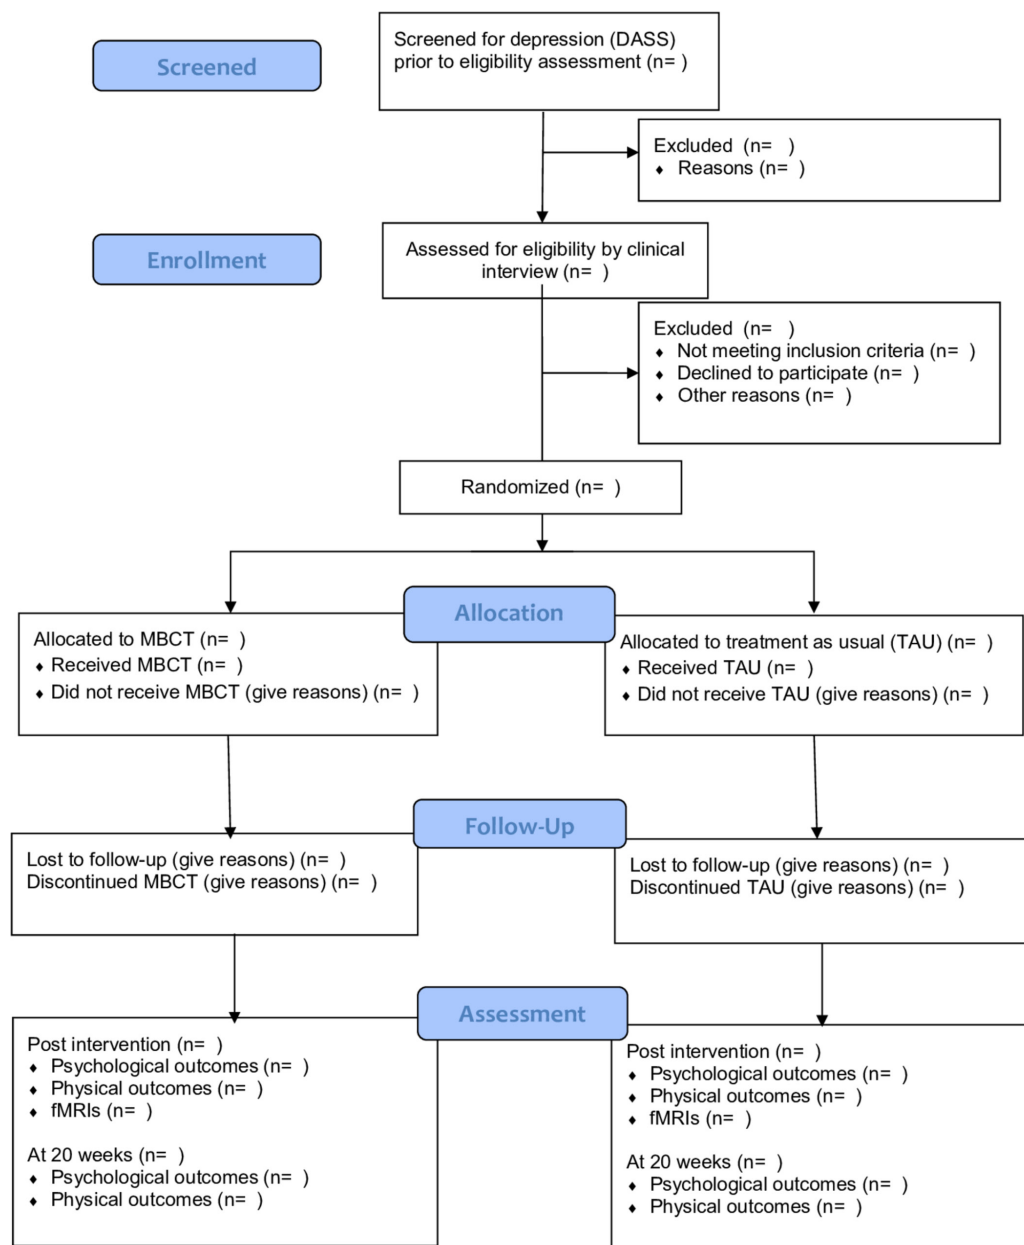 Screened
Screened for depression (DASS)
prior to eligibility assessment (n= )
Excluded (n= )
♦ Reasons (n= )
Enrollment
Assessed for eligibility by clinical
interview (n= )
Excluded (n= )
♦ Not meeting inclusion criteria (n= )
♦ Declined to participate (n= )
♦ Other reasons (n= )
Randomized (n= )
Allocation
Allocated to MBCT (n= )
♦ Received MBCT (n= )
♦ Did not receive MBCT (give reasons) (n= )
Allocated to treatment as usual (TAU) (n= )
♦ Received TAU (n= )
♦ Did not receive TAU (give reasons) (n= )
Follow-Up
Lost to follow-up (give reasons) (n= )
Discontinued MBCT (give reasons) (n= )
Lost to follow-up (give reasons) (n= )
Discontinued TAU (give reasons) (n= )
Assessment
Post intervention (n= )
♦ Psychological outcomes (n= )
♦ Physical outcomes (n= )
♦ fMRIs (n= )
At 20 weeks (n= )
♦ Psychological outcomes (n= )
♦ Physical outcomes (n= )
Post intervention (n= )
♦ Psychological outcomes (n= )
♦ Physical outcomes (n= )
♦ fMRIs (n= )
At 20 weeks (n= )
♦ Psychological outcomes (n= )
♦ Physical outcomes (n= )